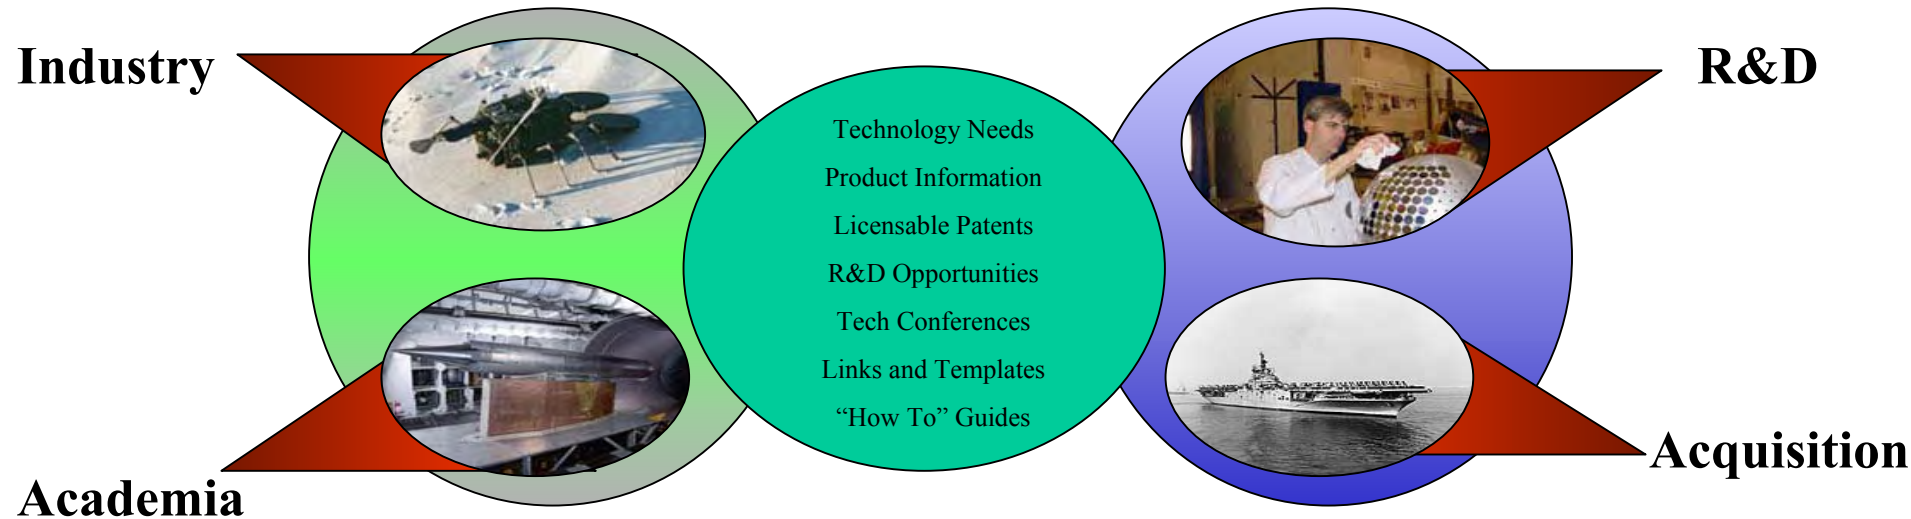 Industry
R&D
Technology Needs
Product Information
Licensable Patents
R&D Opportunities
Tech Conferences
Links and Templates
“How To” Guides
Academia
Acquisition